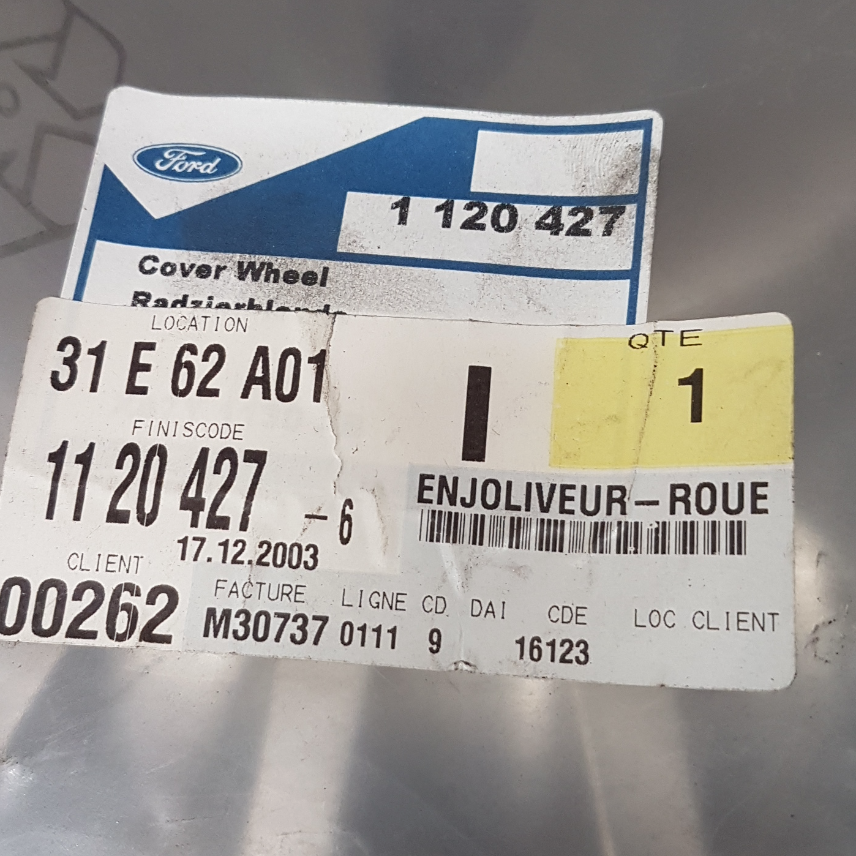 Ford
1 120 427
Cover Wheel
Radzierblende
LOCATION
31 E 62 A01
I
QTE
1
FINISCODE
11 20 427 - 6
ENJOLIVEUR-ROUE
17.12.2003
CLIENT
00262
FACTURE LIGNE CD. DAI CDE LOC CLIENT
M30737 0111 9 16123